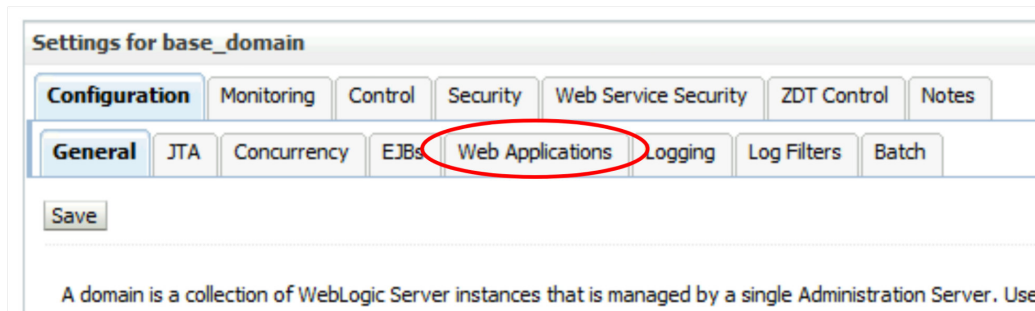 Settings for base_domain
Configuration Monitoring Control Security Web Service Security ZDT Control Notes
General JTA Concurrency EJBs Web Applications Logging Log Filters Batch
Save
A domain is a collection of WebLogic Server instances that is managed by a single Administration Server. Use